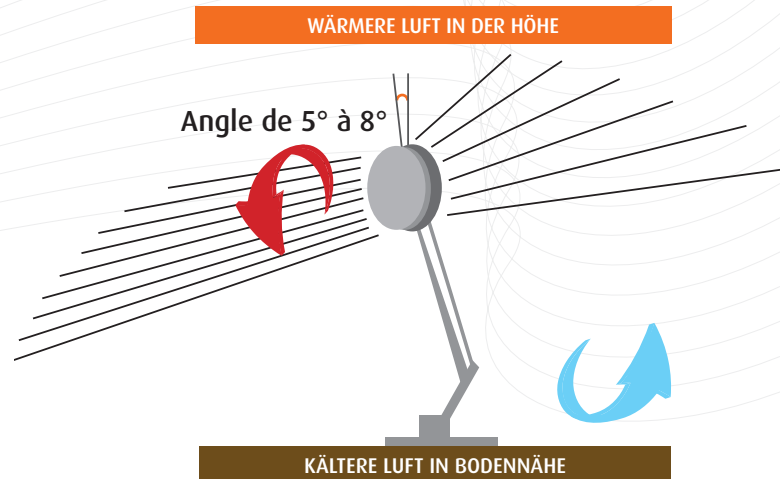 WÄRMERE LUFT IN DER HÖHE
Angle de 5° à 8°
KÄLTERE LUFT IN BODENNÄHE